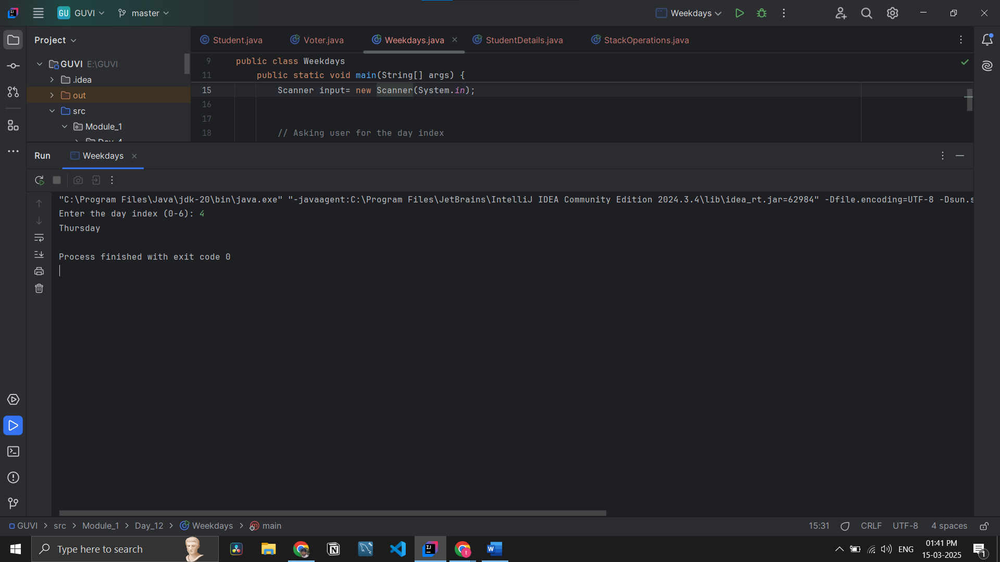 GU GUVI master Weekdays
Project
Student.java Voter.java Weekdays.java StudentDetails.java StackOperations.java
GUVI E:\GUVI
.idea
out
src
Module_1
9 public class Weekdays
11 public static void main(String[] args) {
15 Scanner input= new Scanner(System.in);
16
17
18 // Asking user for the day index
Run Weekdays
"C:\Program Files\Java\jdk-20\bin\java.exe" "-javaagent:C:\Program Files\JetBrains\IntelliJ IDEA Community Edition 2024.3.4\lib\idea_rt.jar=62984" -Dfile.encoding=UTF-8 -Dsun.s
Enter the day index (0-6): 4
Thursday
Process finished with exit code 0
GUVI > src > Module_1 > Day_12 > Weekdays > main 15:31 CRLF UTF-8 4 spaces
Type here to search
ENG
01:41 PM
15-03-2025
1